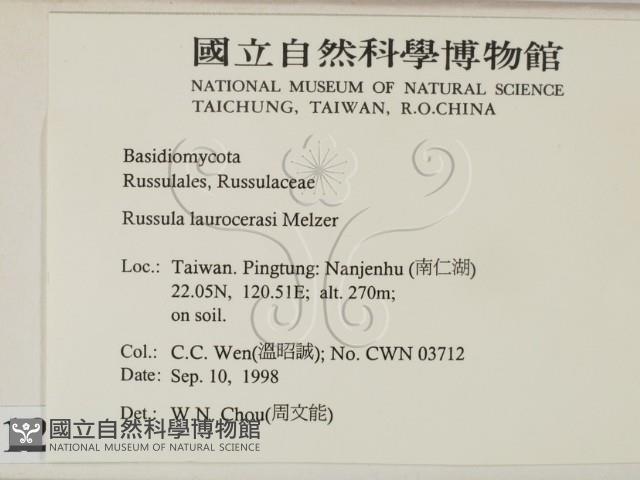 國立自然科學博物館
NATIONAL MUSEUM OF NATURAL SCIENCE
TAICHUNG, TAIWAN, R.O.CHINA
Basidiomycota
Russulales, Russulaceae
Russula laurocerasi Melzer
Loc.: Taiwan. Pingtung: Nanjenhu (南仁湖)
22.05N, 120.51E; alt. 270m;
on soil.
Col.: C.C. Wen(溫昭誠); No. CWN 03712
Date: Sep. 10, 1998
Det.: W.N. Chou(周文能)
國立自然科學博物館
NATIONAL MUSEUM OF NATURAL SCIENCE